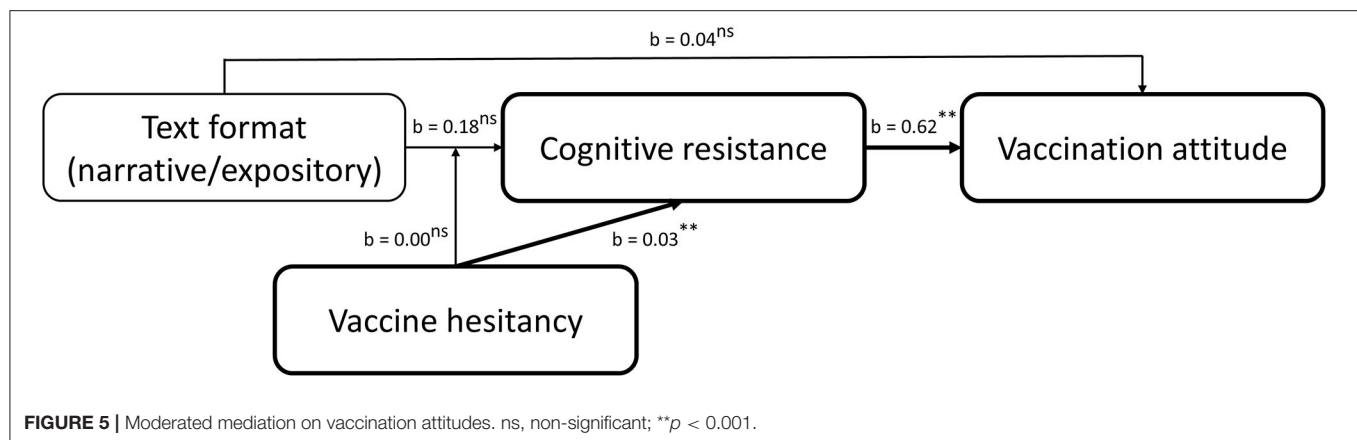 b = 0.04ns
Text format
(narrative/expository)
b = 0.18ns
Cognitive resistance
b = 0.62**
Vaccination attitude
b = 0.00ns
b = 0.03**
Vaccine hesitancy
FIGURE 5 | Moderated mediation on vaccination attitudes. ns, non-significant; **p < 0.001.